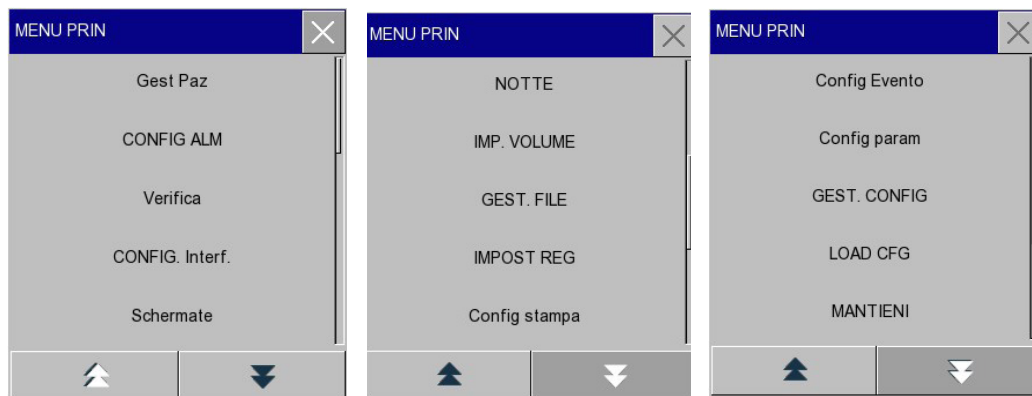 MENU PRIN
Gest Paz
CONFIG ALM
Verifica
CONFIG. Interf.
Schermate
MENU PRIN
NOTTE
IMP. VOLUME
GEST. FILE
IMPOST REG
Config stampa
MENU PRIN
Config Evento
Config param
GEST. CONFIG
LOAD CFG
MANTIENI